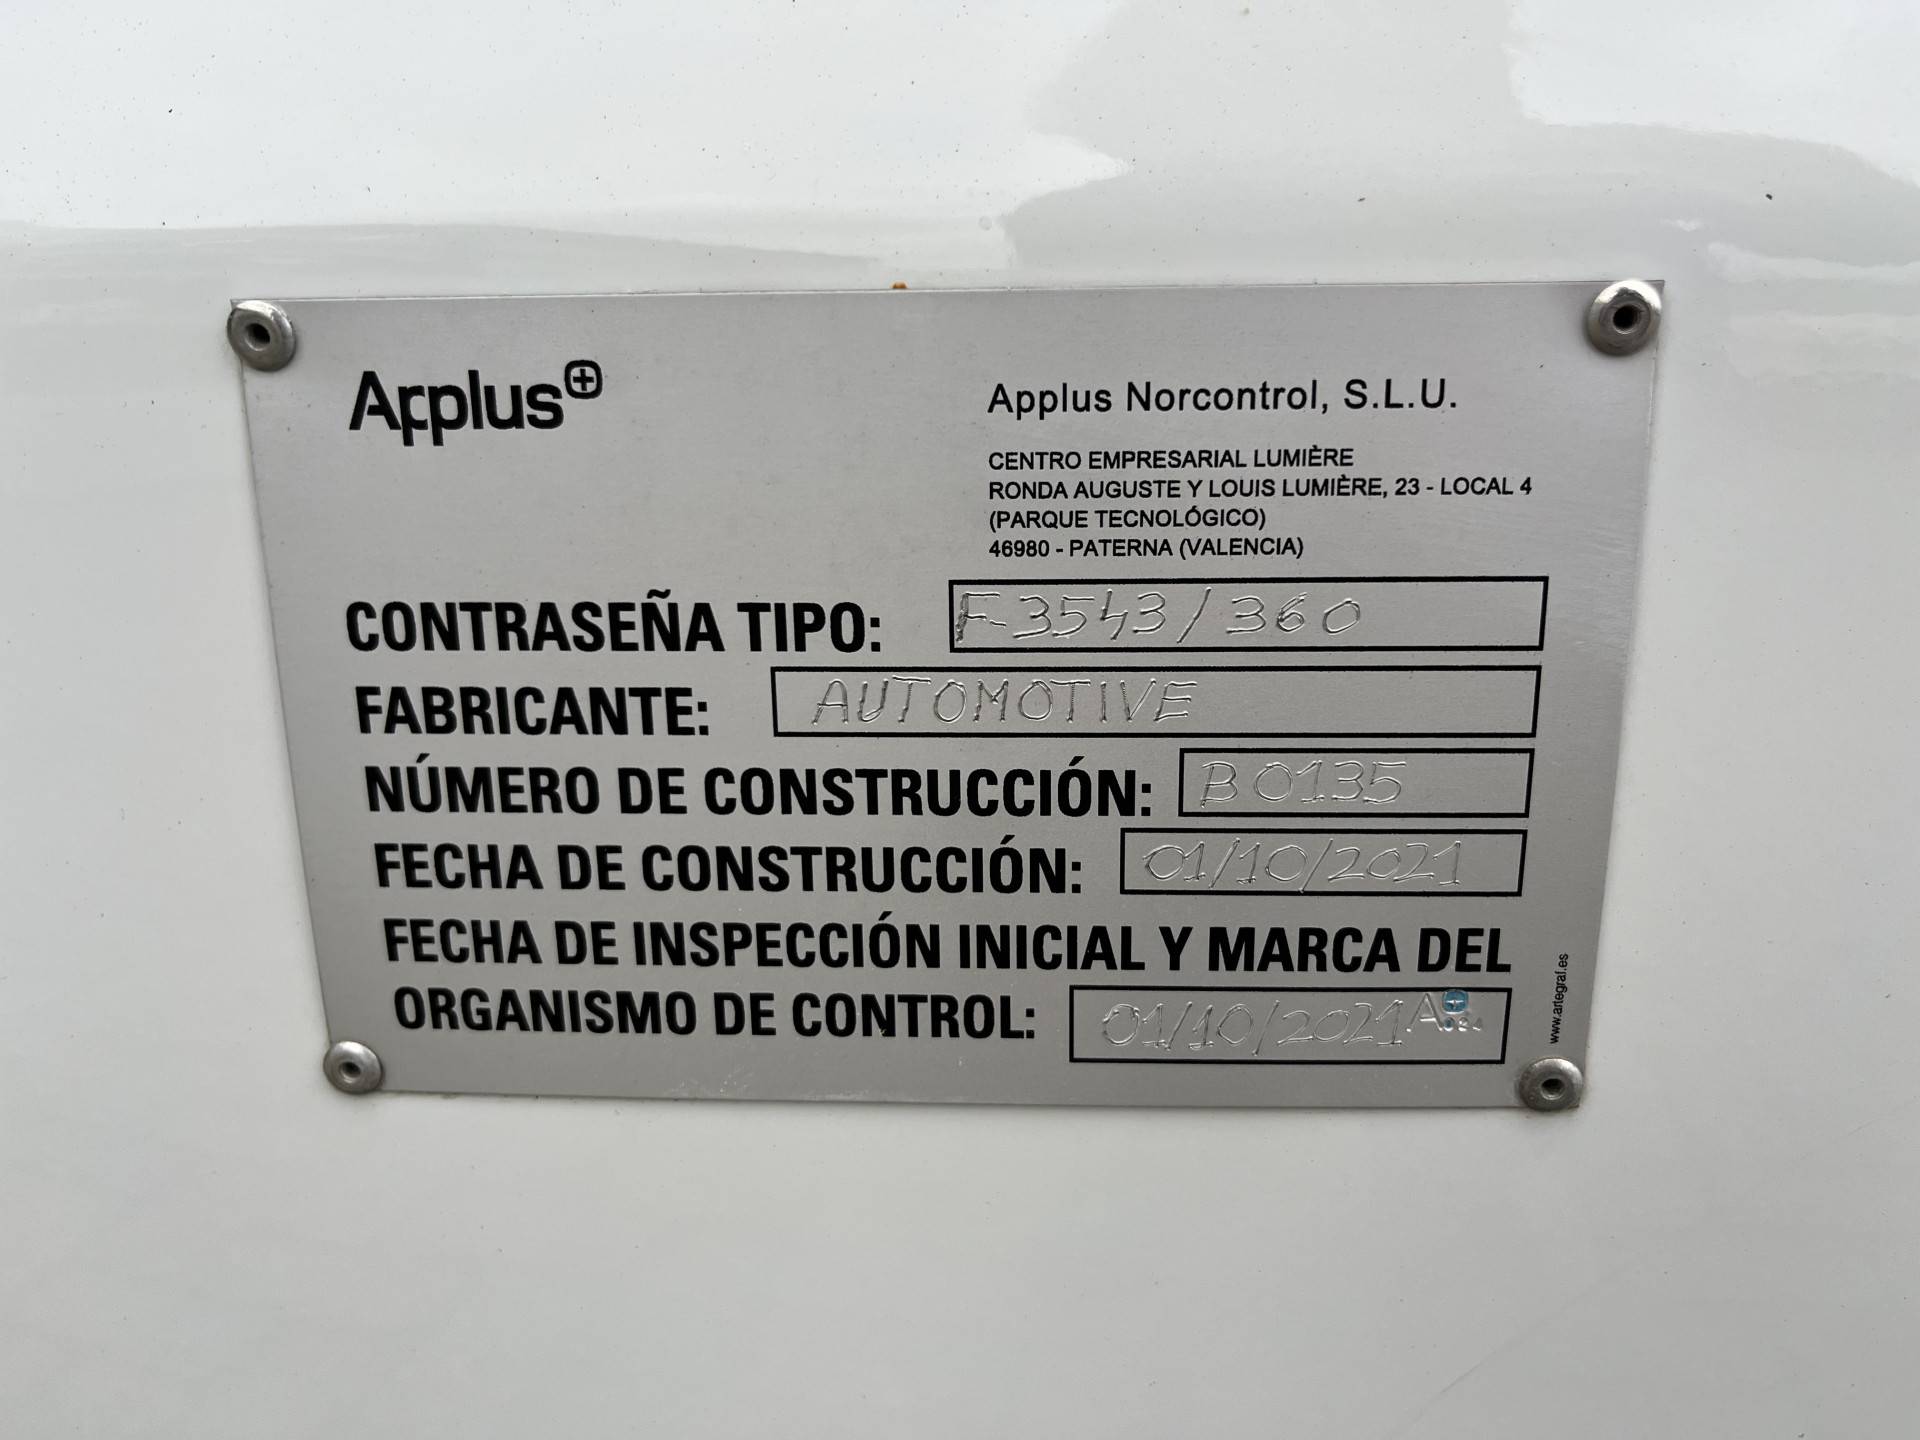 Applus+
Applus Norcontrol, S.L.U.
CENTRO EMPRESARIAL LUMIÈRE
RONDA AUGUSTE Y LOUIS LUMIÈRE, 23 - LOCAL 4
(PARQUE TECNOLÓGICO)
46980 - PATERNA (VALENCIA)
CONTRASEÑA TIPO: F-3543/360
FABRICANTE: AUTOMOTIVE
NÚMERO DE CONSTRUCCIÓN: B0135
FECHA DE CONSTRUCCIÓN: 01/10/2021
FECHA DE INSPECCIÓN INICIAL Y MARCA DEL
ORGANISMO DE CONTROL: 01/10/2021 A
www.artegraf.es